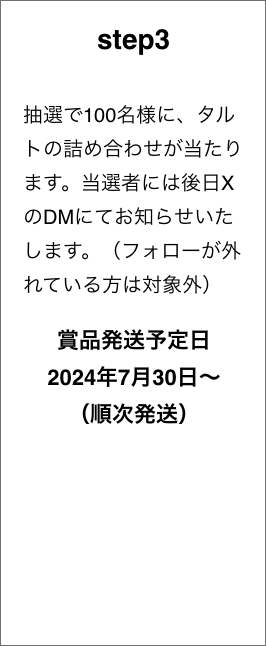 step3
抽選で100名様に、タル
トの詰め合わせが当たり
ます。当選者には後日X
のDMにてお知らせいた
します。（フォローが外
れている方は対象外）
賞品発送予定日
2024年7月30日〜
（順次発送）